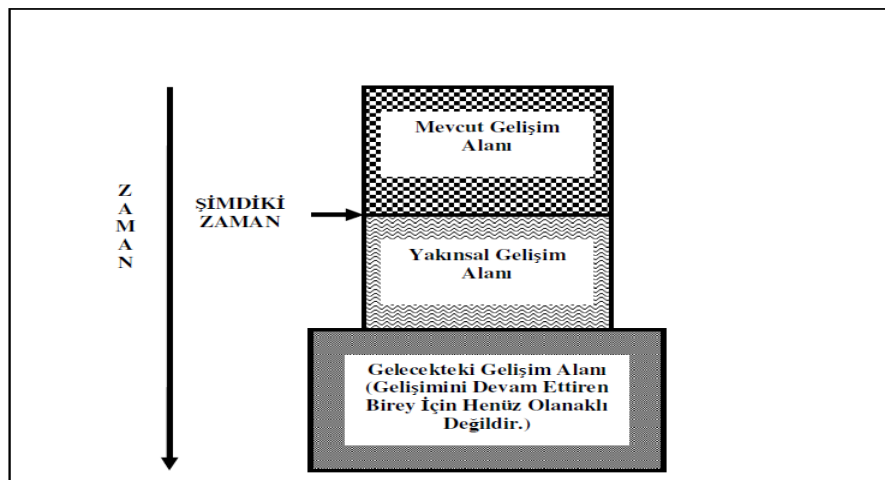 Z
A
M
A
N
ŞİMDİKİ
ZAMAN
Mevcut Gelişim
Alanı
Yakınsal Gelişim
Alanı
Gelecekteki Gelişim Alanı
(Gelişimini Devam Ettiren
Birey İçin Henüz Olanaklı
Değildir.)